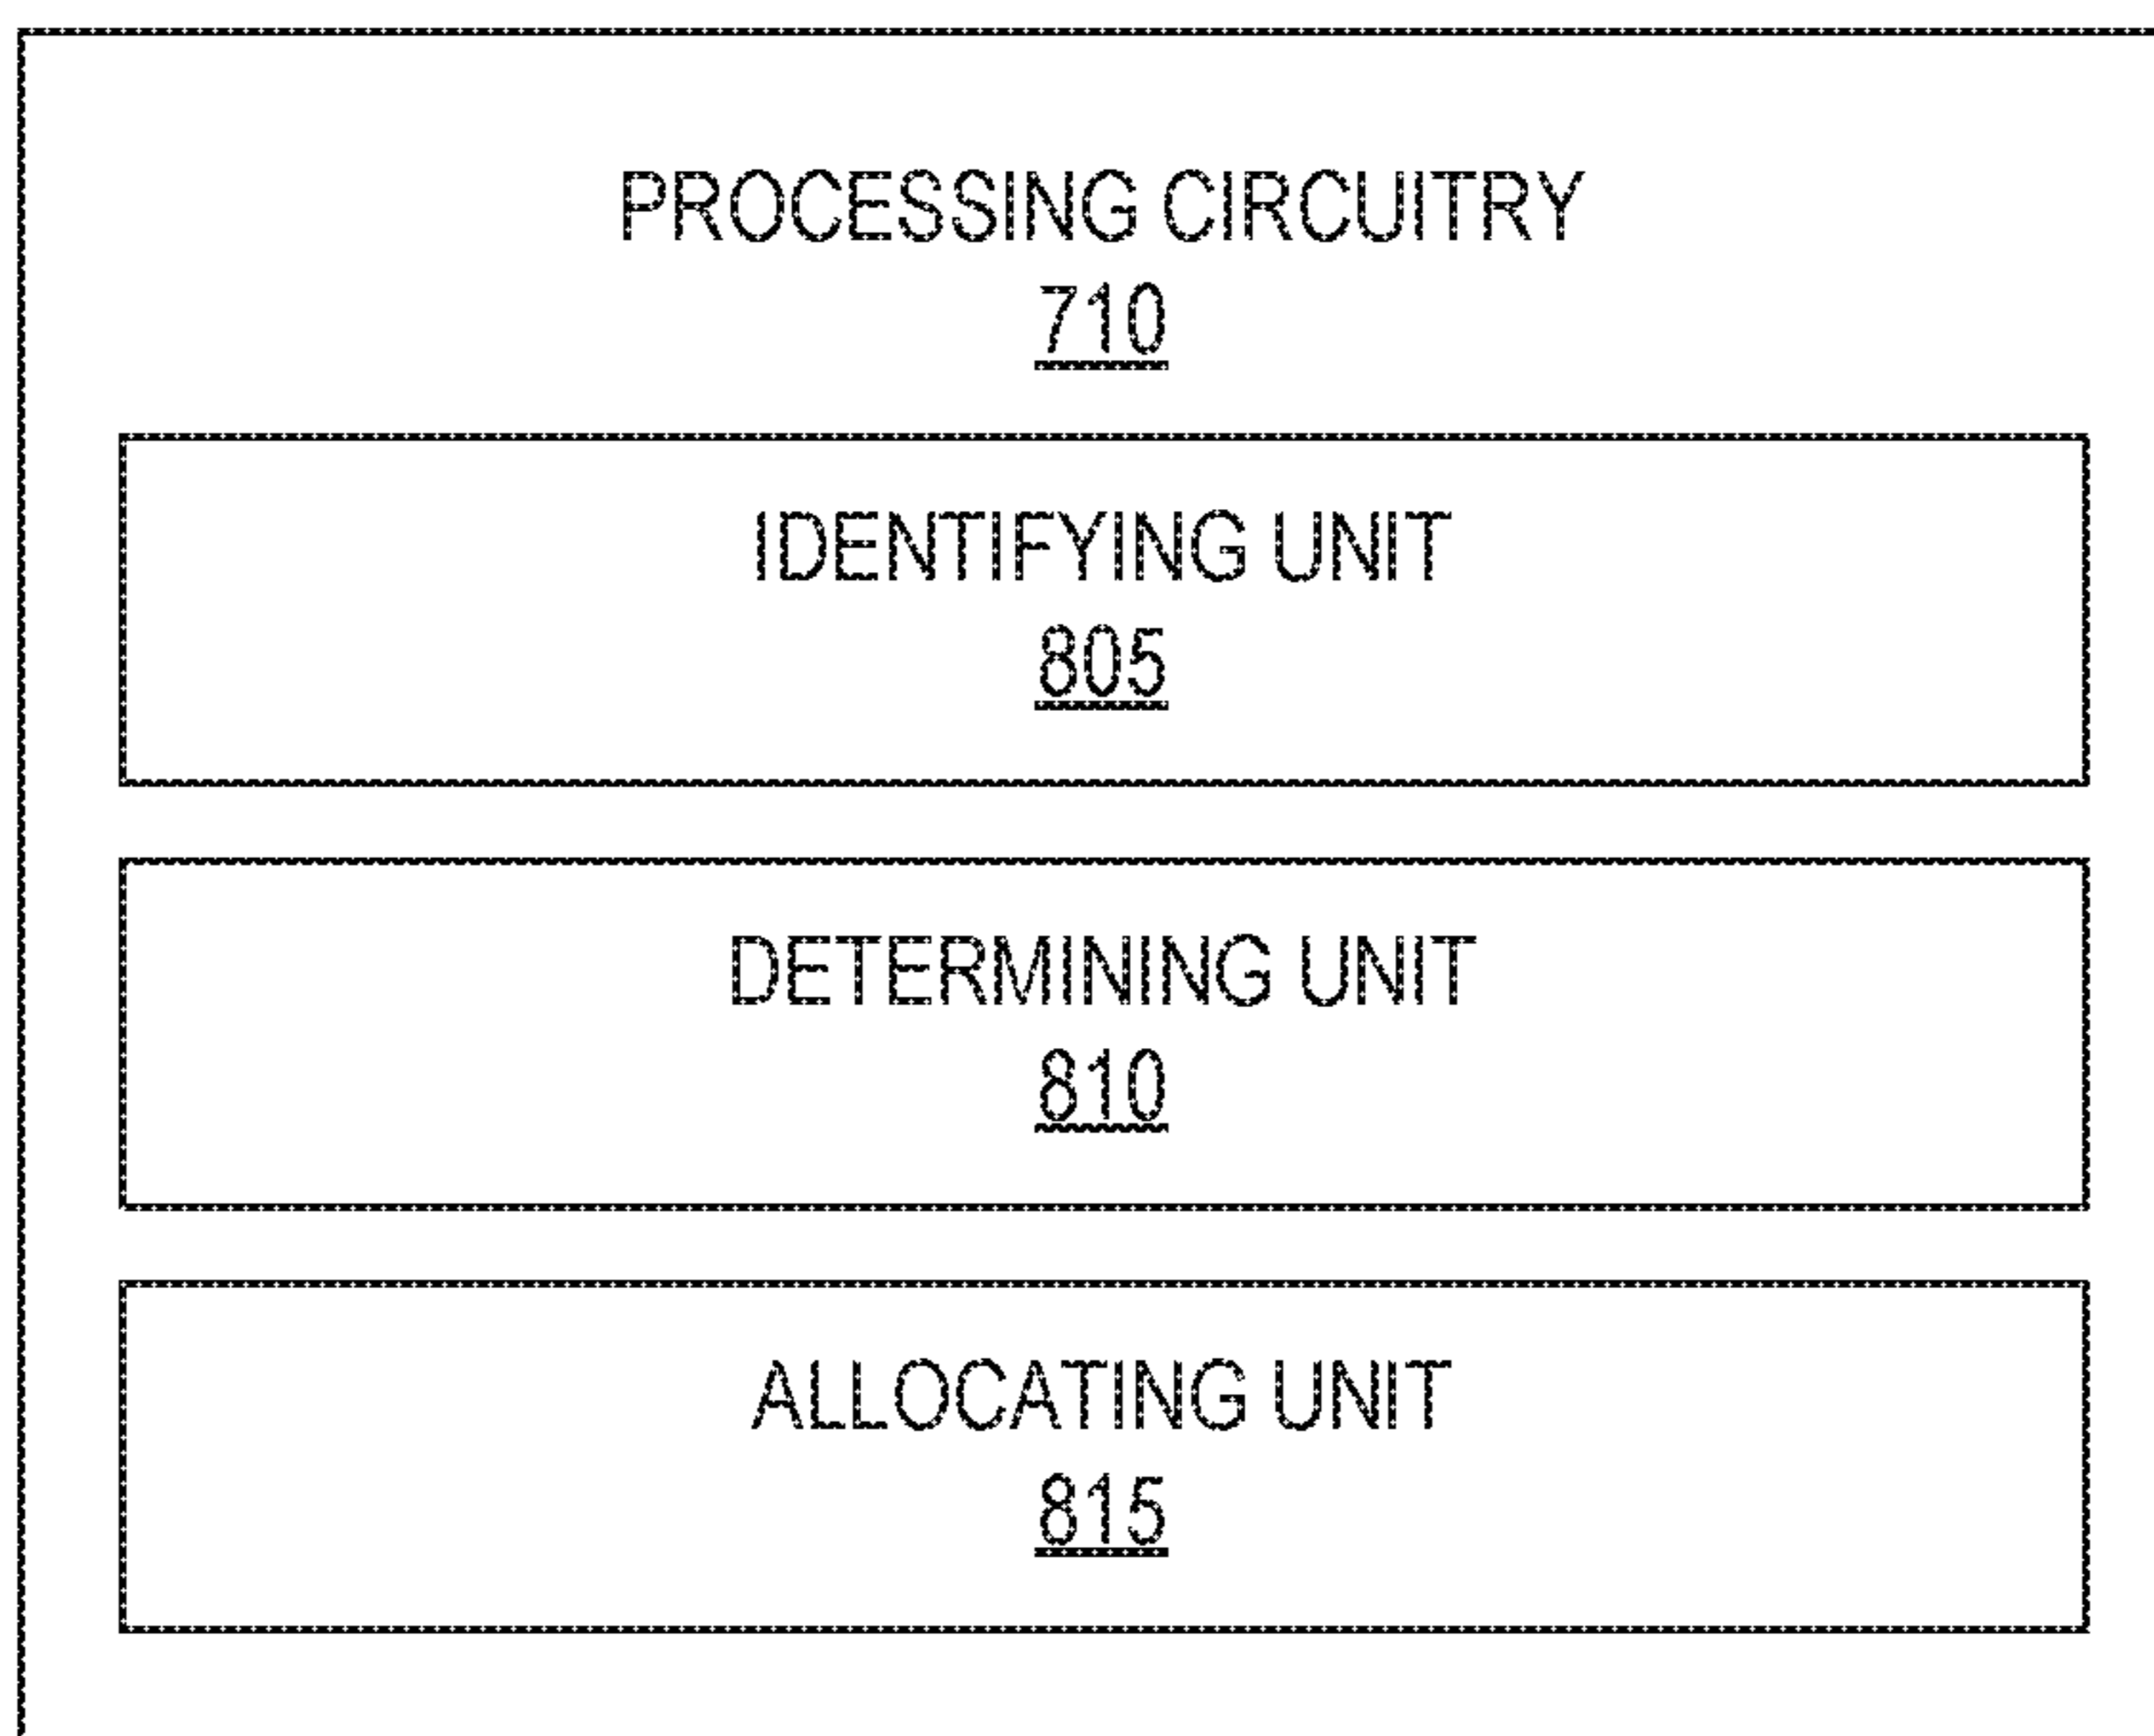 PROCESSING CIRCUITRY
710
IDENTIFYING UNIT
805
DETERMINING UNIT
810
ALLOCATING UNIT
815